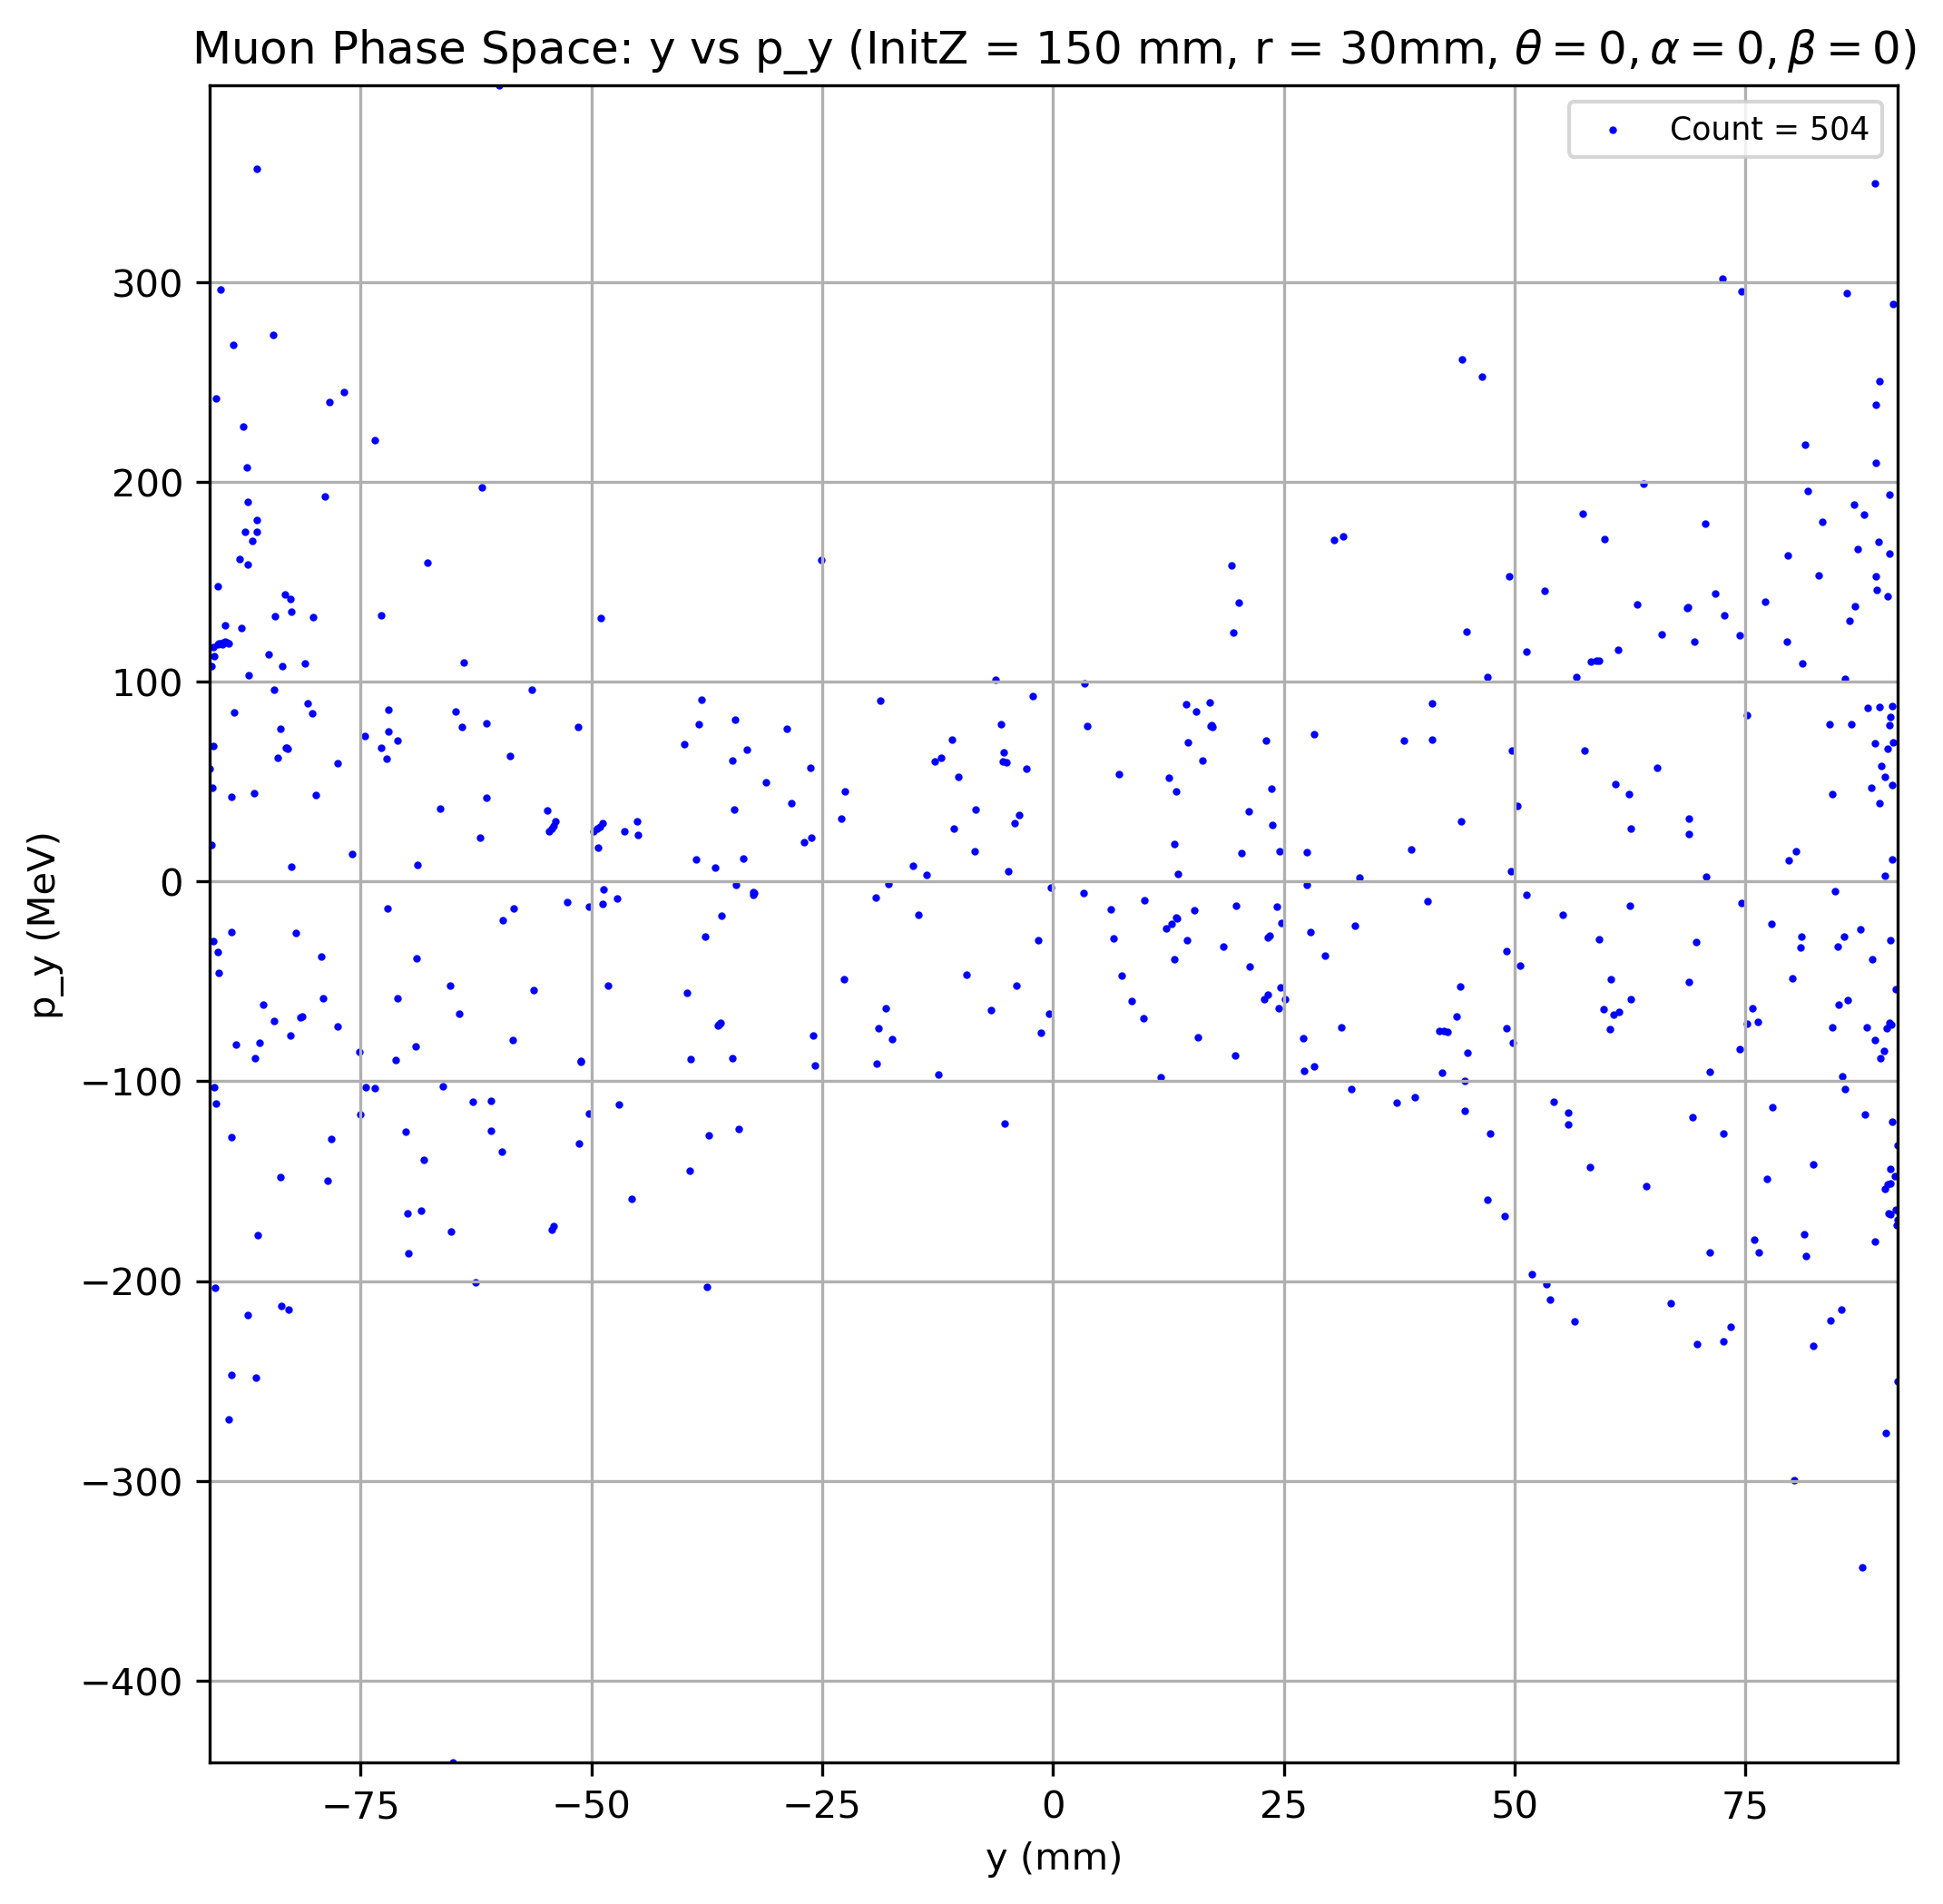 Muon Phase Space: y vs p_y (InitZ = 150 mm, r = 30mm, θ = 0, α = 0, β = 0)
Count = 504
300
200
100
0
−100
−200
−300
−400
p_y (MeV)
−75 −50 −25 0 25 50 75
y (mm)